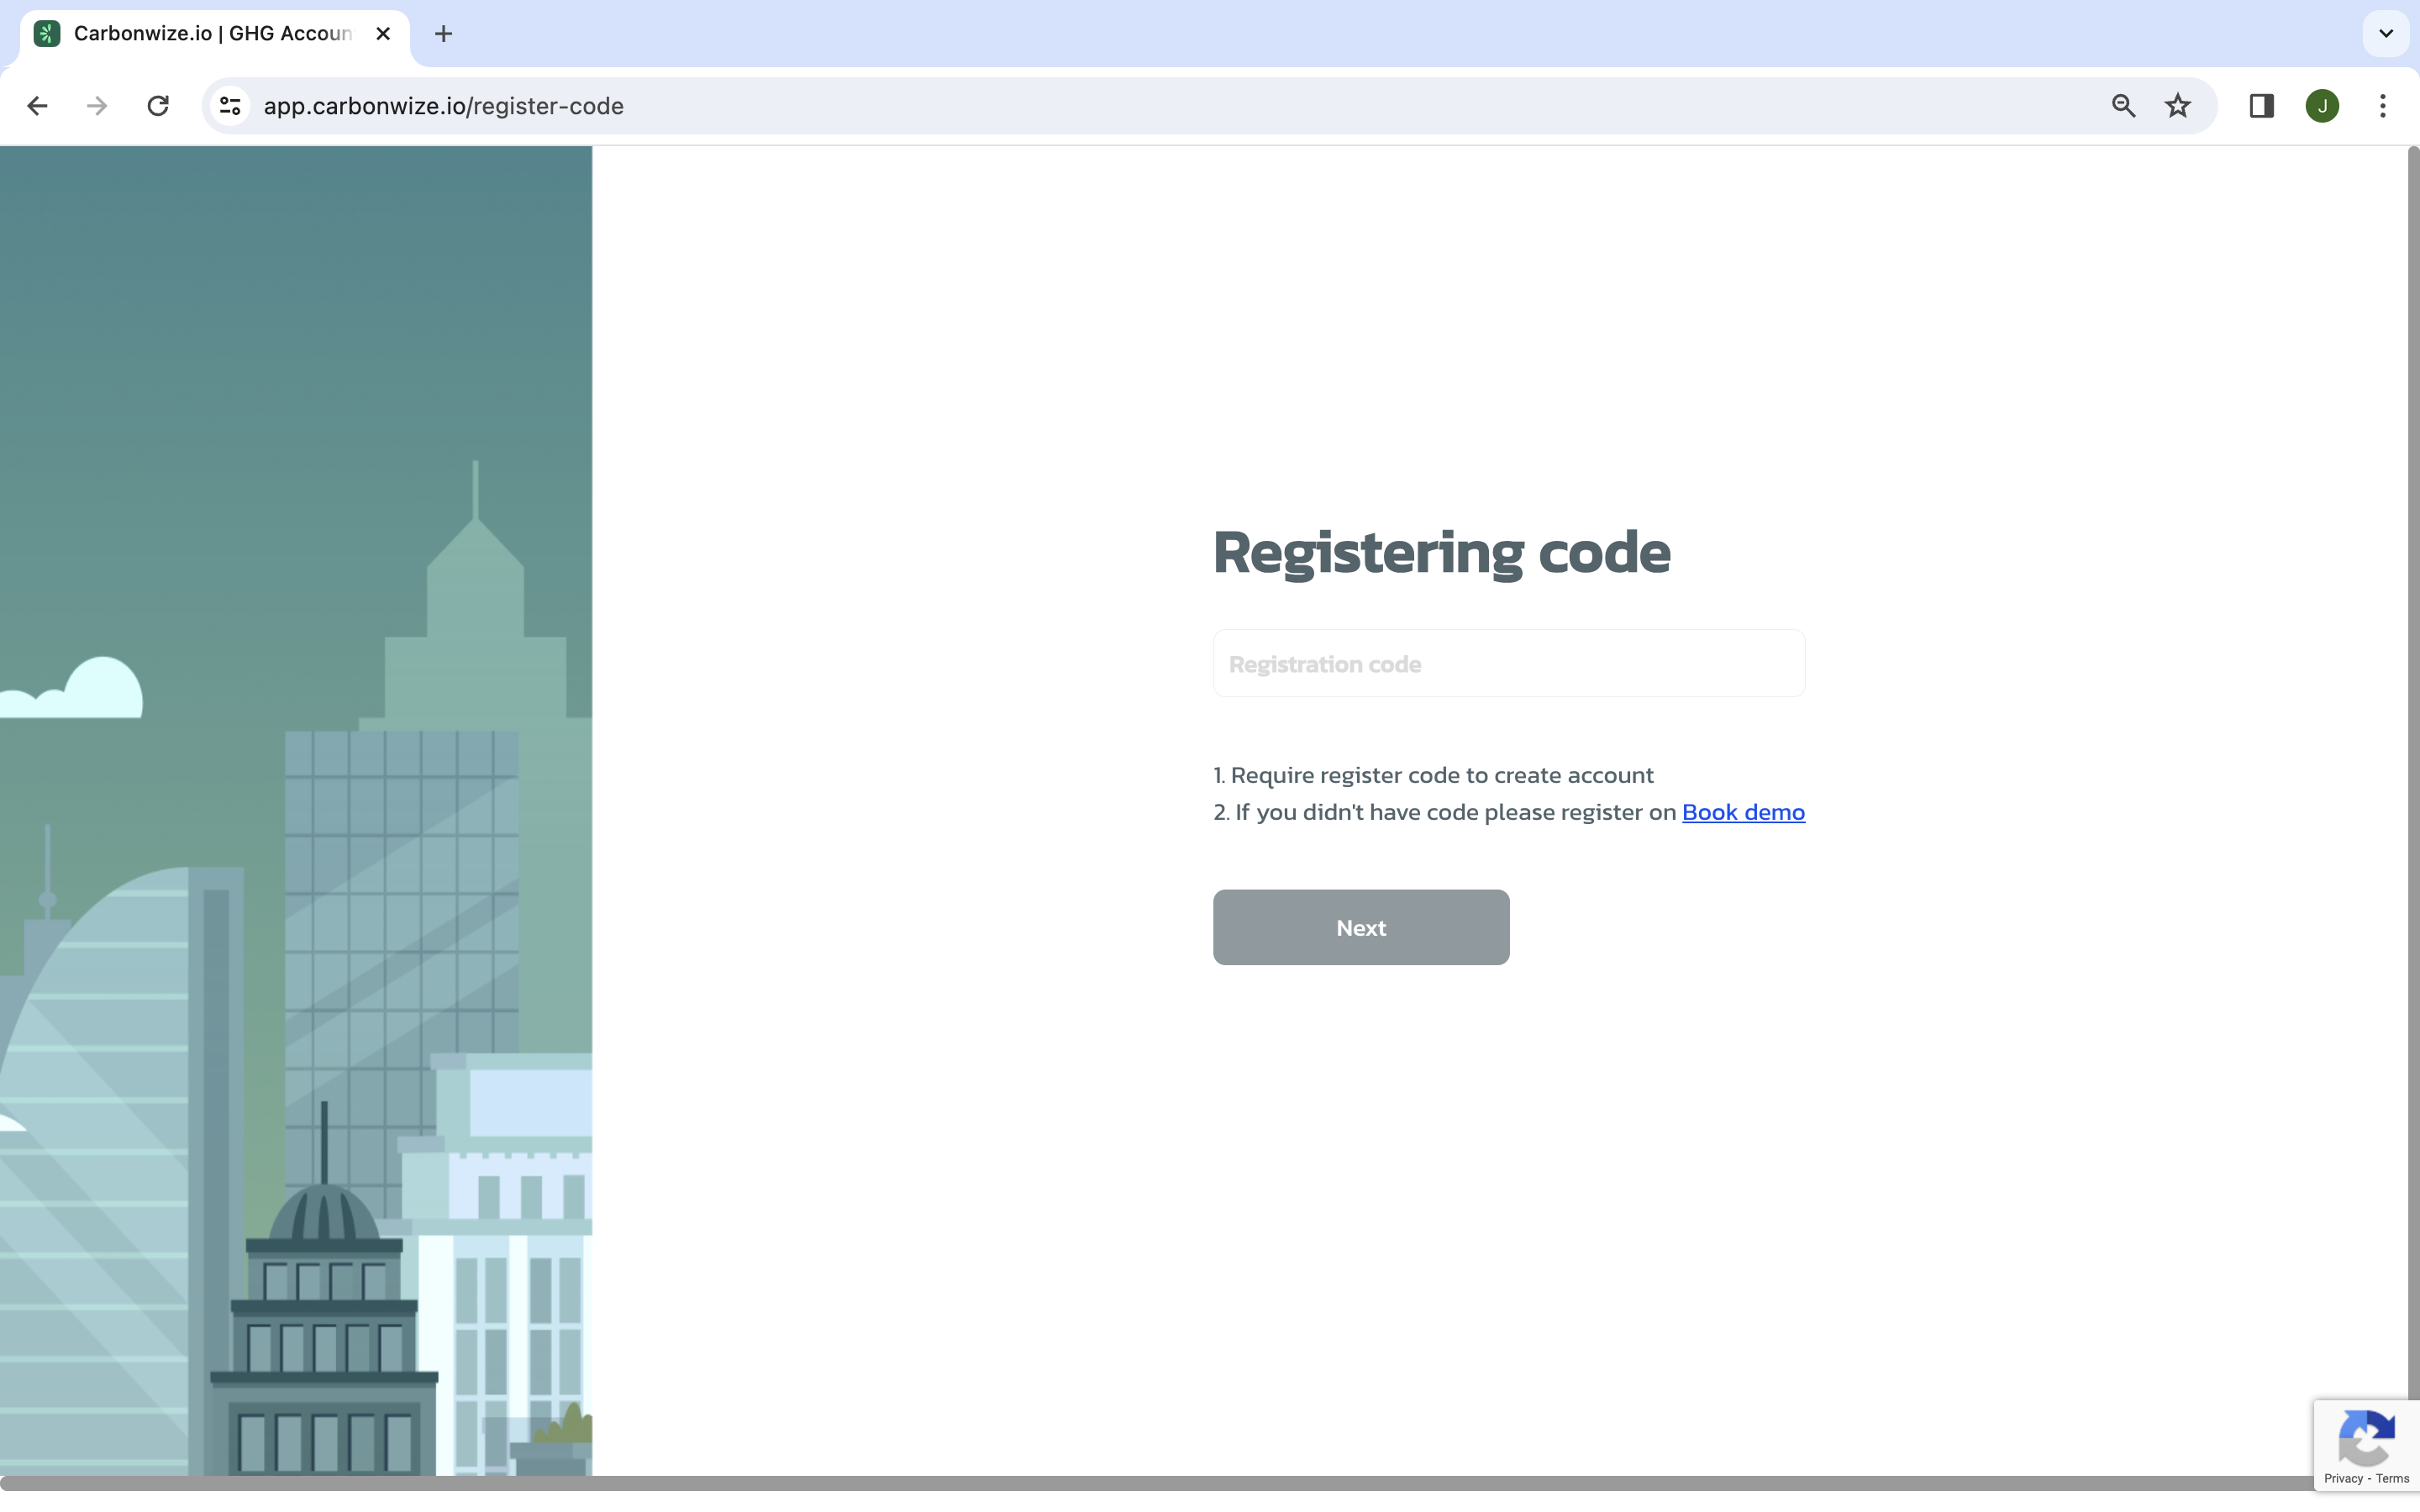 Carbonwize.io | GHG Accoun
app.carbonwize.io/register-code
J
Registering code
Registration code
1. Require register code to create account
2. If you didn't have code please register on Book demo
Next
Privacy - Terms